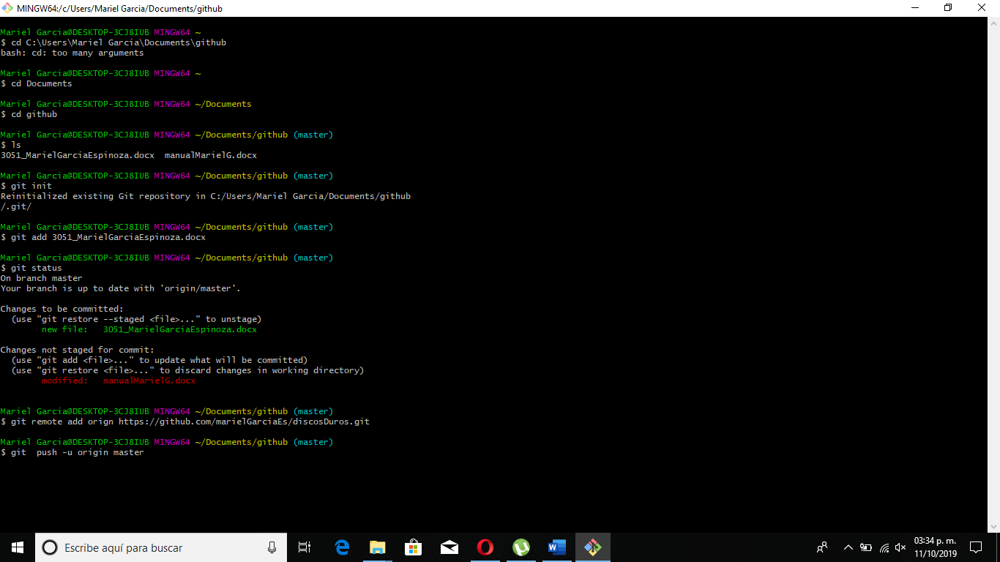 MINGW64:/c/Users/Mariel Garcia/Documents/github
Mariel Garcia@DESKTOP-3CJ8IUB MINGW64 ~
$ cd C:\Users\Mariel Garcia\Documents\github
bash: cd: too many arguments
Mariel Garcia@DESKTOP-3CJ8IUB MINGW64 ~
$ cd Documents
Mariel Garcia@DESKTOP-3CJ8IUB MINGW64 ~/Documents
$ cd github
Mariel Garcia@DESKTOP-3CJ8IUB MINGW64 ~/Documents/github (master)
$ ls
3051_MarielGarciaEspinoza.docx  manualMarielG.docx
Mariel Garcia@DESKTOP-3CJ8IUB MINGW64 ~/Documents/github (master)
$ git init
Reinitialized existing Git repository in C:/Users/Mariel Garcia/Documents/github
/.git/
Mariel Garcia@DESKTOP-3CJ8IUB MINGW64 ~/Documents/github (master)
$ git add 3051_MarielGarciaEspinoza.docx
Mariel Garcia@DESKTOP-3CJ8IUB MINGW64 ~/Documents/github (master)
$ git status
On branch master
Your branch is up to date with 'origin/master'.
Changes to be committed:
  (use "git restore --staged <file>..." to unstage)
        new file:   3051_MarielGarciaEspinoza.docx
Changes not staged for commit:
  (use "git add <file>..." to update what will be committed)
  (use "git restore <file>..." to discard changes in working directory)
        modified:   manualMarielG.docx
Mariel Garcia@DESKTOP-3CJ8IUB MINGW64 ~/Documents/github (master)
$ git remote add orign https://github.com/marielGarciaEs/discosDuros.git
Mariel Garcia@DESKTOP-3CJ8IUB MINGW64 ~/Documents/github (master)
$ git  push -u origin master
Escribe aquí para buscar
03:34 p. m.
11/10/2019